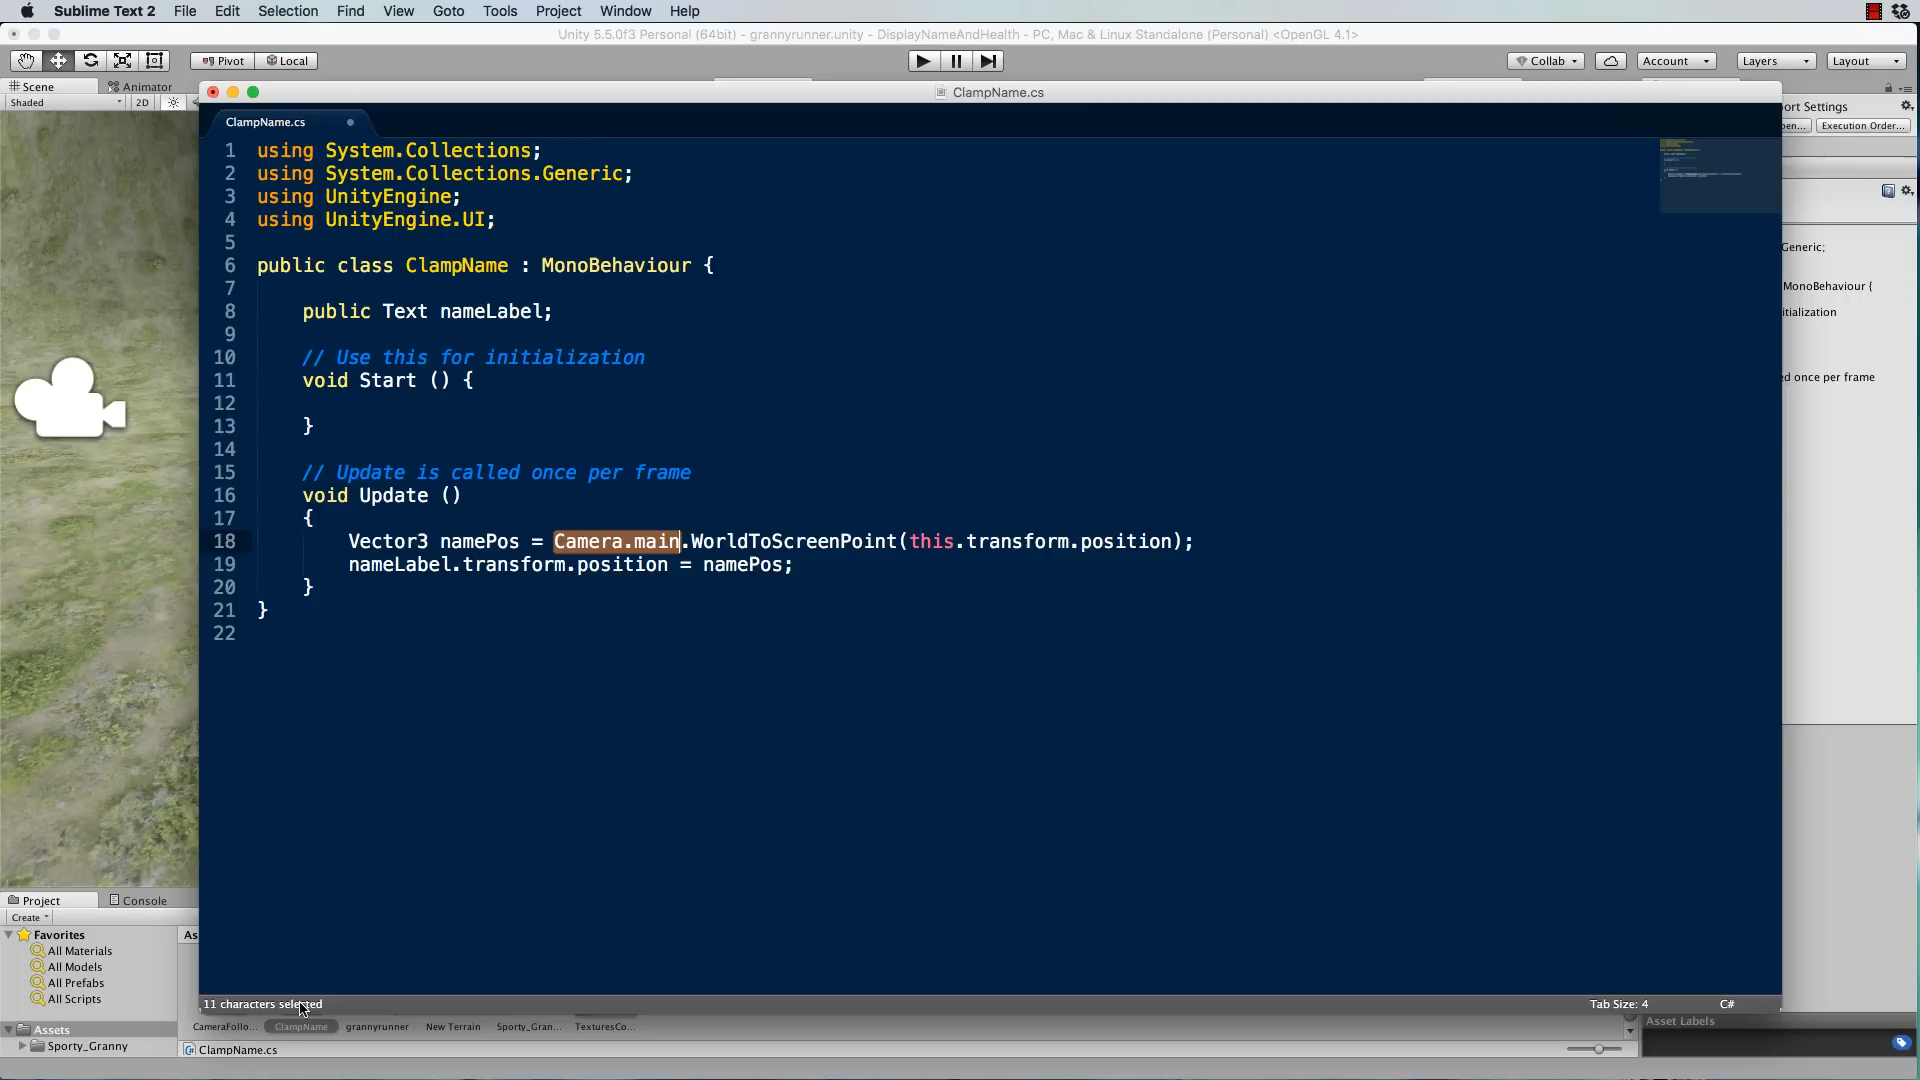 Sublime Text 2 File Edit Selection Find View Goto Tools Project Window Help
Unity 5.5.0f3 Personal (64bit) - grannyrunner.unity - DisplayNameAndHealth - PC, Mac & Linux Standalone (Personal) <OpenGL 4.1>
Pivot Local Collab Account Layers Layout
Scene Animator
Shaded 2D
ClampName.cs
ort Settings
Execution Order...
ClampName.cs
1 using System.Collections;
2 using System.Collections.Generic;
3 using UnityEngine;
4 using UnityEngine.UI;
5
6 public class ClampName : MonoBehaviour {
7
8 public Text nameLabel;
9
10 // Use this for initialization
11 void Start () {
12
13 }
14
15 // Update is called once per frame
16 void Update ()
17 {
18 Vector3 namePos = Camera.main.WorldToScreenPoint(this.transform.position);
19 nameLabel.transform.position = namePos;
20 }
21 }
22
Generic;
MonoBehaviour {
itialization
ed once per frame
Project Console
Create
Favorites As
All Materials
All Models
All Prefabs
All Scripts
Assets
Sporty_Granny
11 characters selected Tab Size: 4 C#
CameraFollo... ClampName grannyrunner New Terrain Sporty_Gran... TexturesCo...
ClampName.cs
Asset Labels